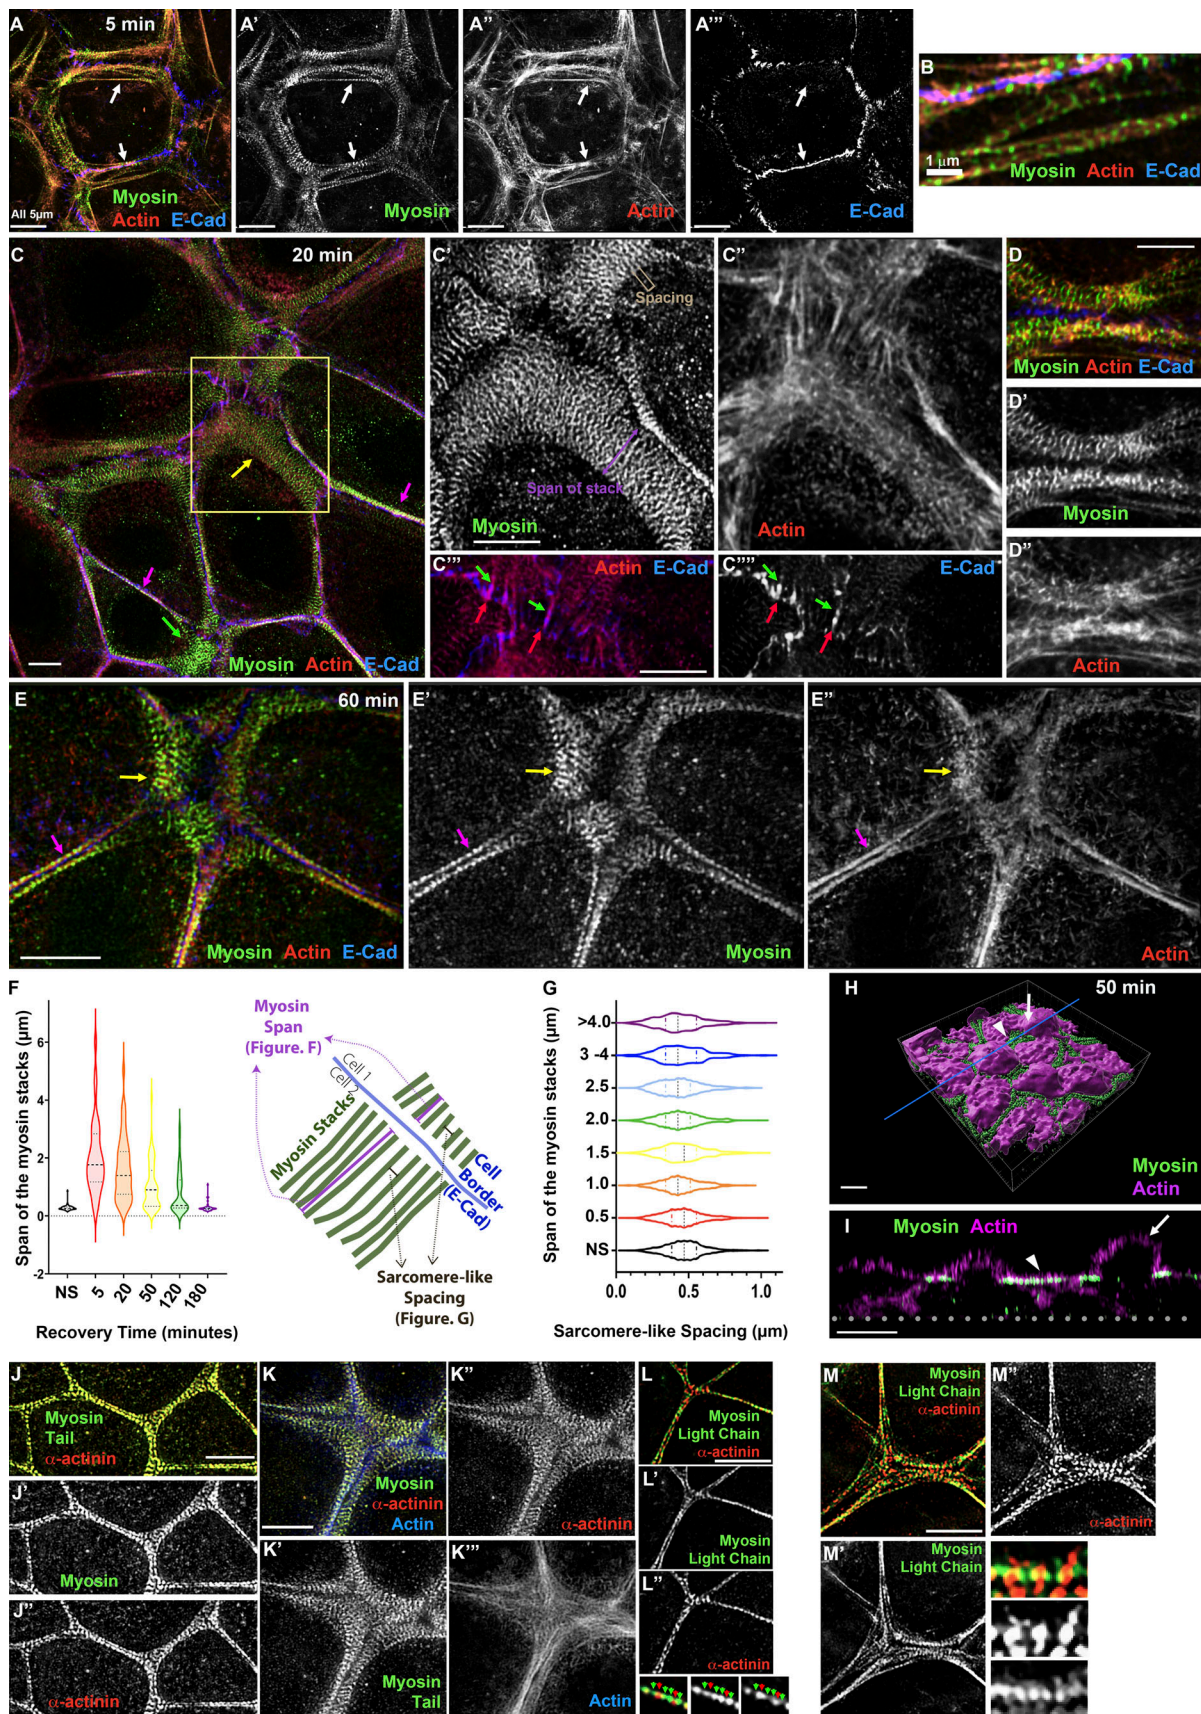 A
5 min
Myosin
All 5µm
Actin E-Cad
A'
Myosin
A''
Actin
A'''
E-Cad
B
1 µm
Myosin Actin E-Cad
C
20 min
Myosin Actin E-Cad
C'
Spacing
Span of stack
Myosin
C''
Actin
C'''
Actin E-Cad
C''''
E-Cad
D
Myosin Actin E-Cad
D'
Myosin
D''
Actin
E
60 min
Myosin Actin E-Cad
E'
Myosin
E''
Actin
F
Span of the myosin stacks (µm)
6
4
2
0
-2
NS
5
20
50
120
180
Recovery Time (minutes)
Myosin
Span
(Figure. F)
Cell 1
Cell 2
Myosin Stacks
Cell
Border
(E-Cad)
Sarcomere-like
Spacing
(Figure. G)
G
Span of the myosin stacks (µm)
>4.0
3 -4
2.5
2.0
1.5
1.0
0.5
NS
0.0
0.5
1.0
Sarcomere-like Spacing (µm)
H
50 min
Myosin
Actin
I
Myosin Actin
J
Myosin
Tail
α-actinin
J'
Myosin
J''
α-actinin
K
Myosin
α-actinin
Actin
K''
α-actinin
K'
Myosin
Tail
K'''
Actin
L
Myosin
Light Chain
α-actinin
L'
Myosin
Light Chain
L''
α-actinin
M
Myosin
Light Chain
α-actinin
M''
α-actinin
M'
Myosin
Light Chain